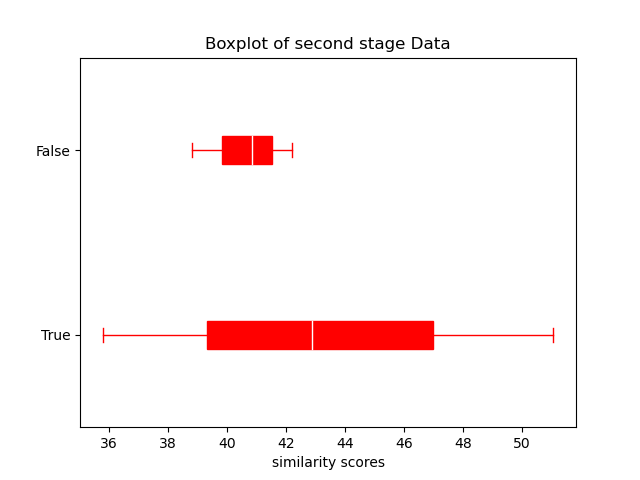 Boxplot of second stage Data
False
True
36 38 40 42 44 46 48 50
similarity scores